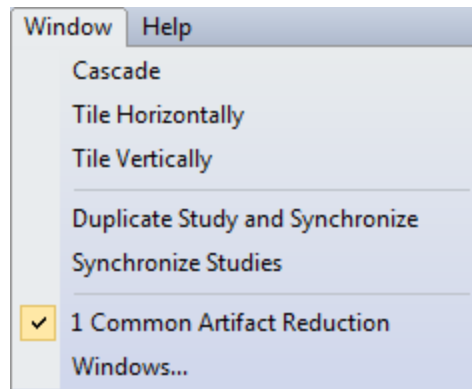 Window Help
Cascade
Tile Horizontally
Tile Vertically
Duplicate Study and Synchronize
Synchronize Studies
1 Common Artifact Reduction
Windows...